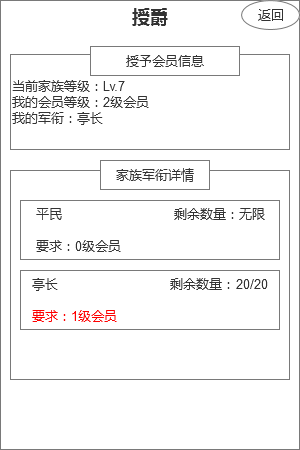 授爵
返回
授予会员信息
当前家族等级：Lv.7
我的会员等级：2级会员
我的军衔：亭长
家族军衔详情
平民 剩余数量：无限
要求：0级会员
亭长 剩余数量：20/20
要求：1级会员